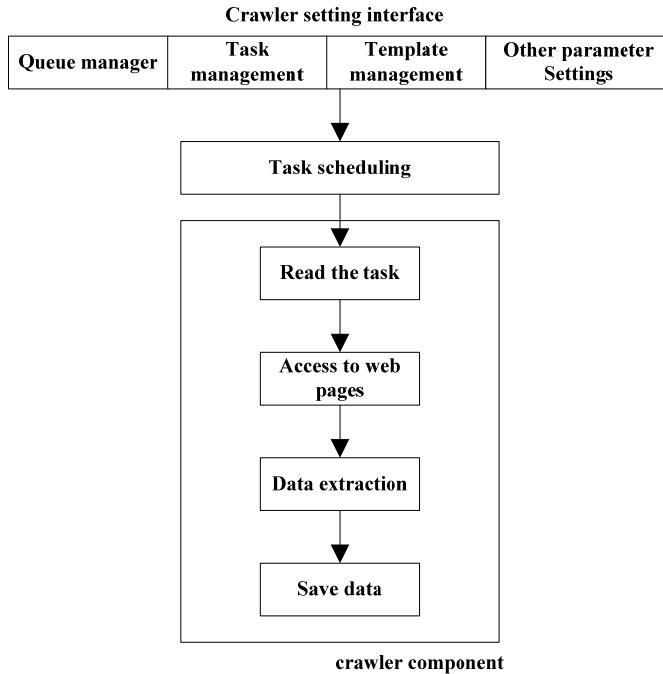 Crawler setting interface
Queue manager
Task
management
Template
management
Other parameter
Settings
Task scheduling
Read the task
Access to web
pages
Data extraction
Save data
crawler component